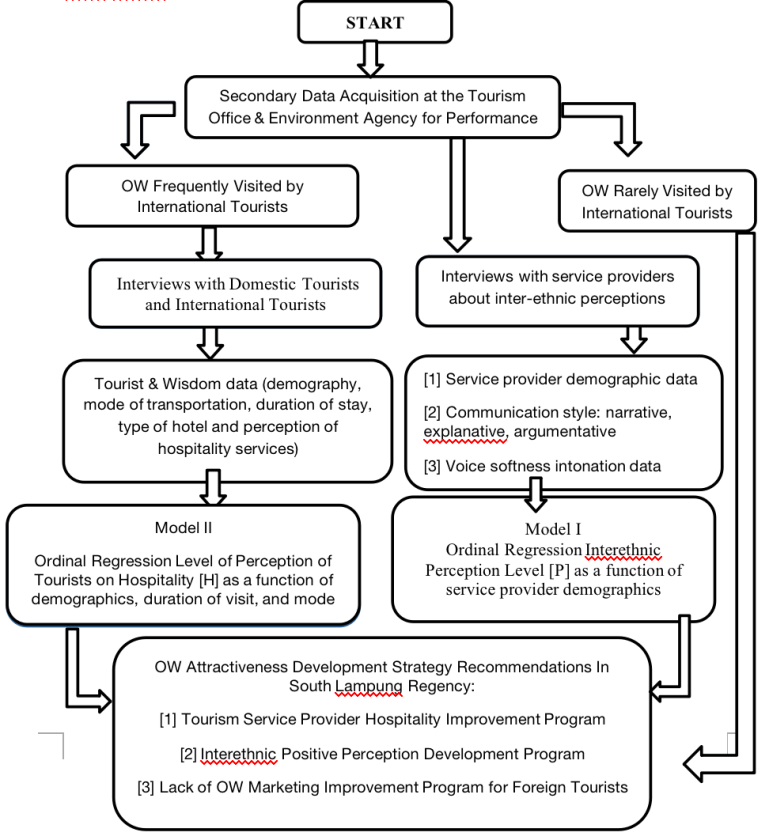 START
Secondary Data Acquisition at the Tourism
Office & Environment Agency for Performance
OW Frequently Visited by
International Tourists
OW Rarely Visited by
International Tourists
Interviews with Domestic Tourists
and International Tourists
Interviews with service providers
about inter-ethnic perceptions
Tourist & Wisdom data (demography,
mode of transportation, duration of stay,
type of hotel and perception of
hospitality services)
[1] Service provider demographic data
[2] Communication style: narrative,
explanative, argumentative
[3] Voice softness intonation data
Model II
Ordinal Regression Level of Perception of
Tourists on Hospitality [H] as a function of
demographics, duration of visit, and mode
Model I
Ordinal Regression Interethnic
Perception Level [P] as a function of
service provider demographics
OW Attractiveness Development Strategy Recommendations In
South Lampung Regency:
[1] Tourism Service Provider Hospitality Improvement Program
[2] Interethnic Positive Perception Development Program
[3] Lack of OW Marketing Improvement Program for Foreign Tourists